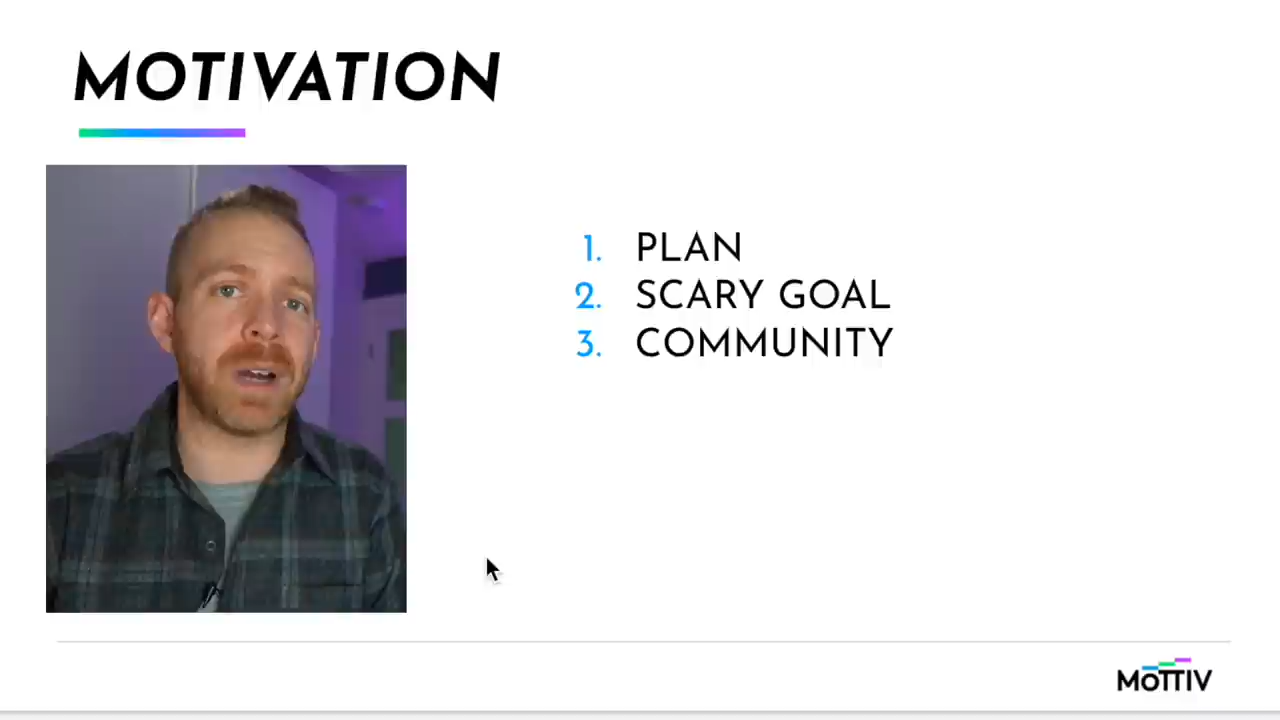 MOTIVATION
1. PLAN
2. SCARY GOAL
3. COMMUNITY
MOTTIV